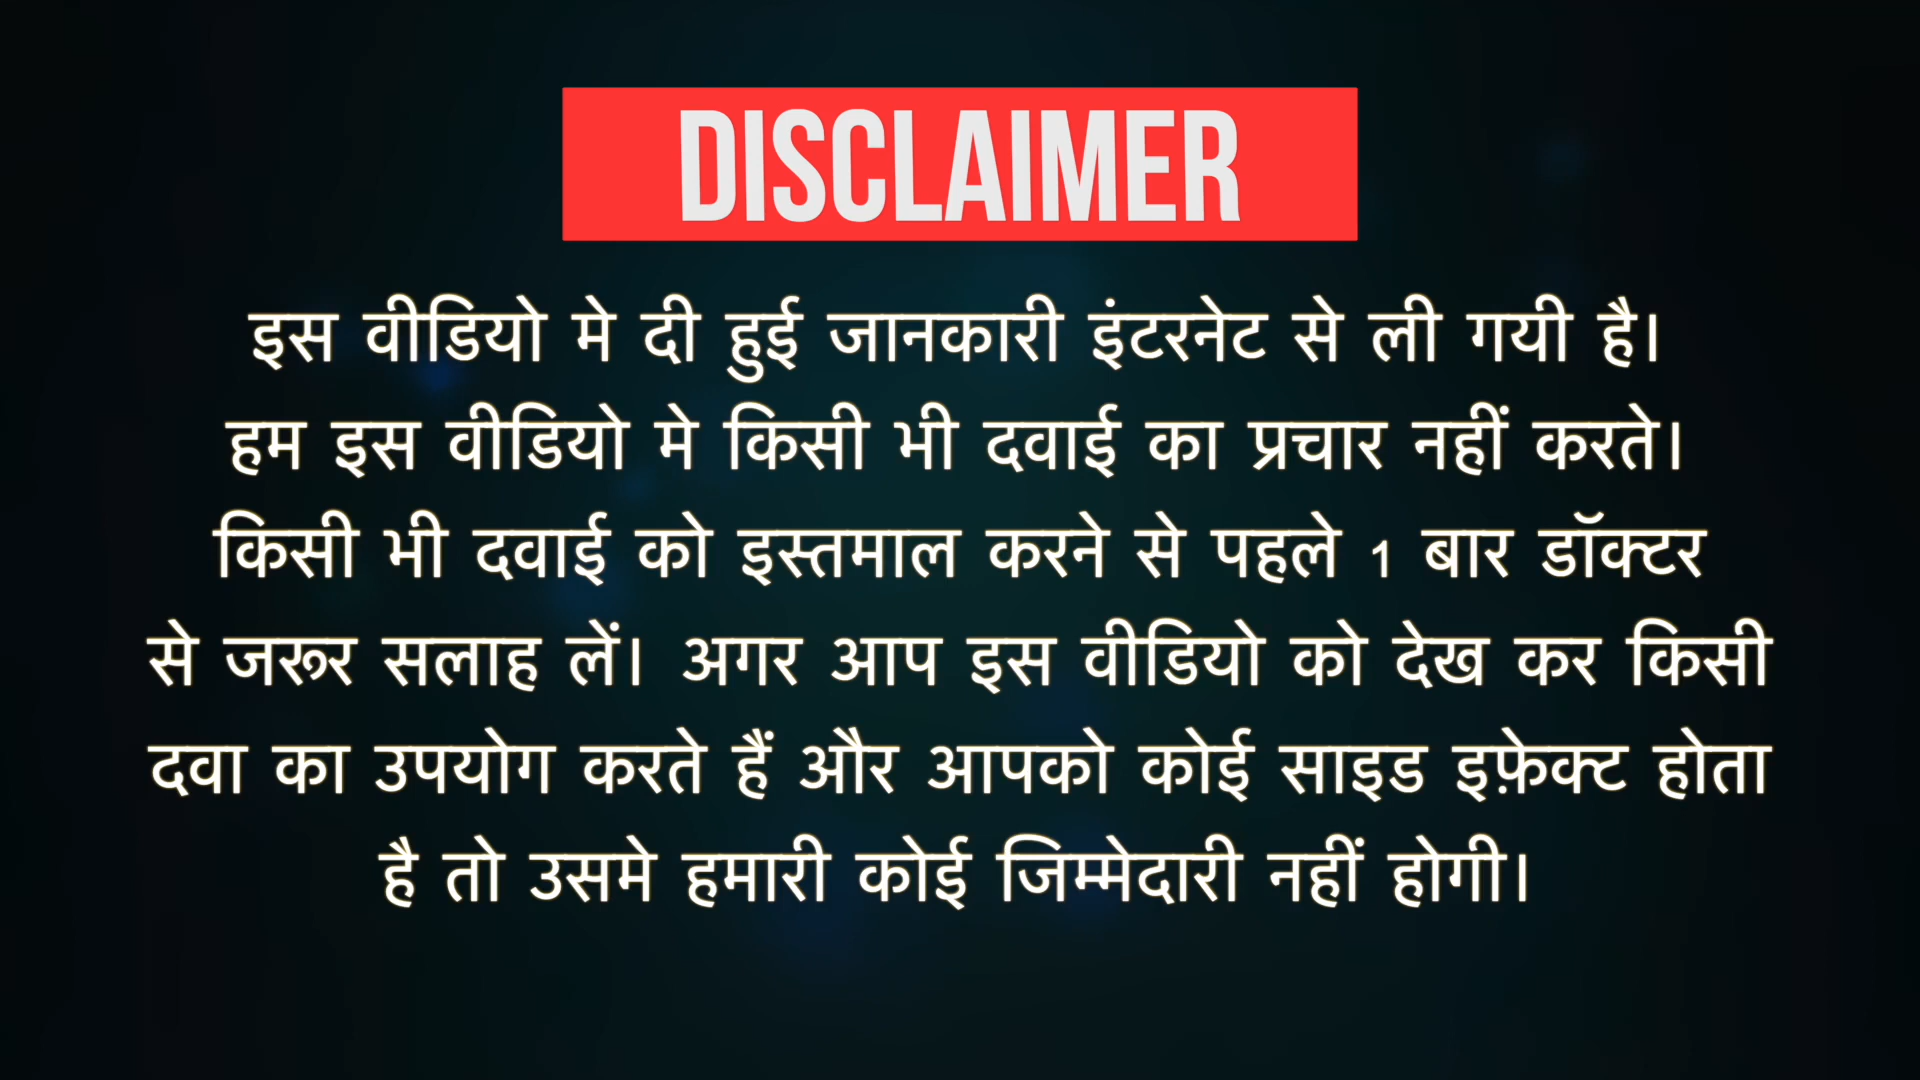 DISCLAIMER
इस वीडियो मे दी हुई जानकारी इंटरनेट से ली गयी है।
हम इस वीडियो मे किसी भी दवाई का प्रचार नहीं करते।
किसी भी दवाई को इस्तमाल करने से पहले 1 बार डॉक्टर
से जरूर सलाह लें। अगर आप इस वीडियो को देख कर किसी
दवा का उपयोग करते हैं और आपको कोई साइड इफ़ेक्ट होता
है तो उसमे हमारी कोई जिम्मेदारी नहीं होगी।